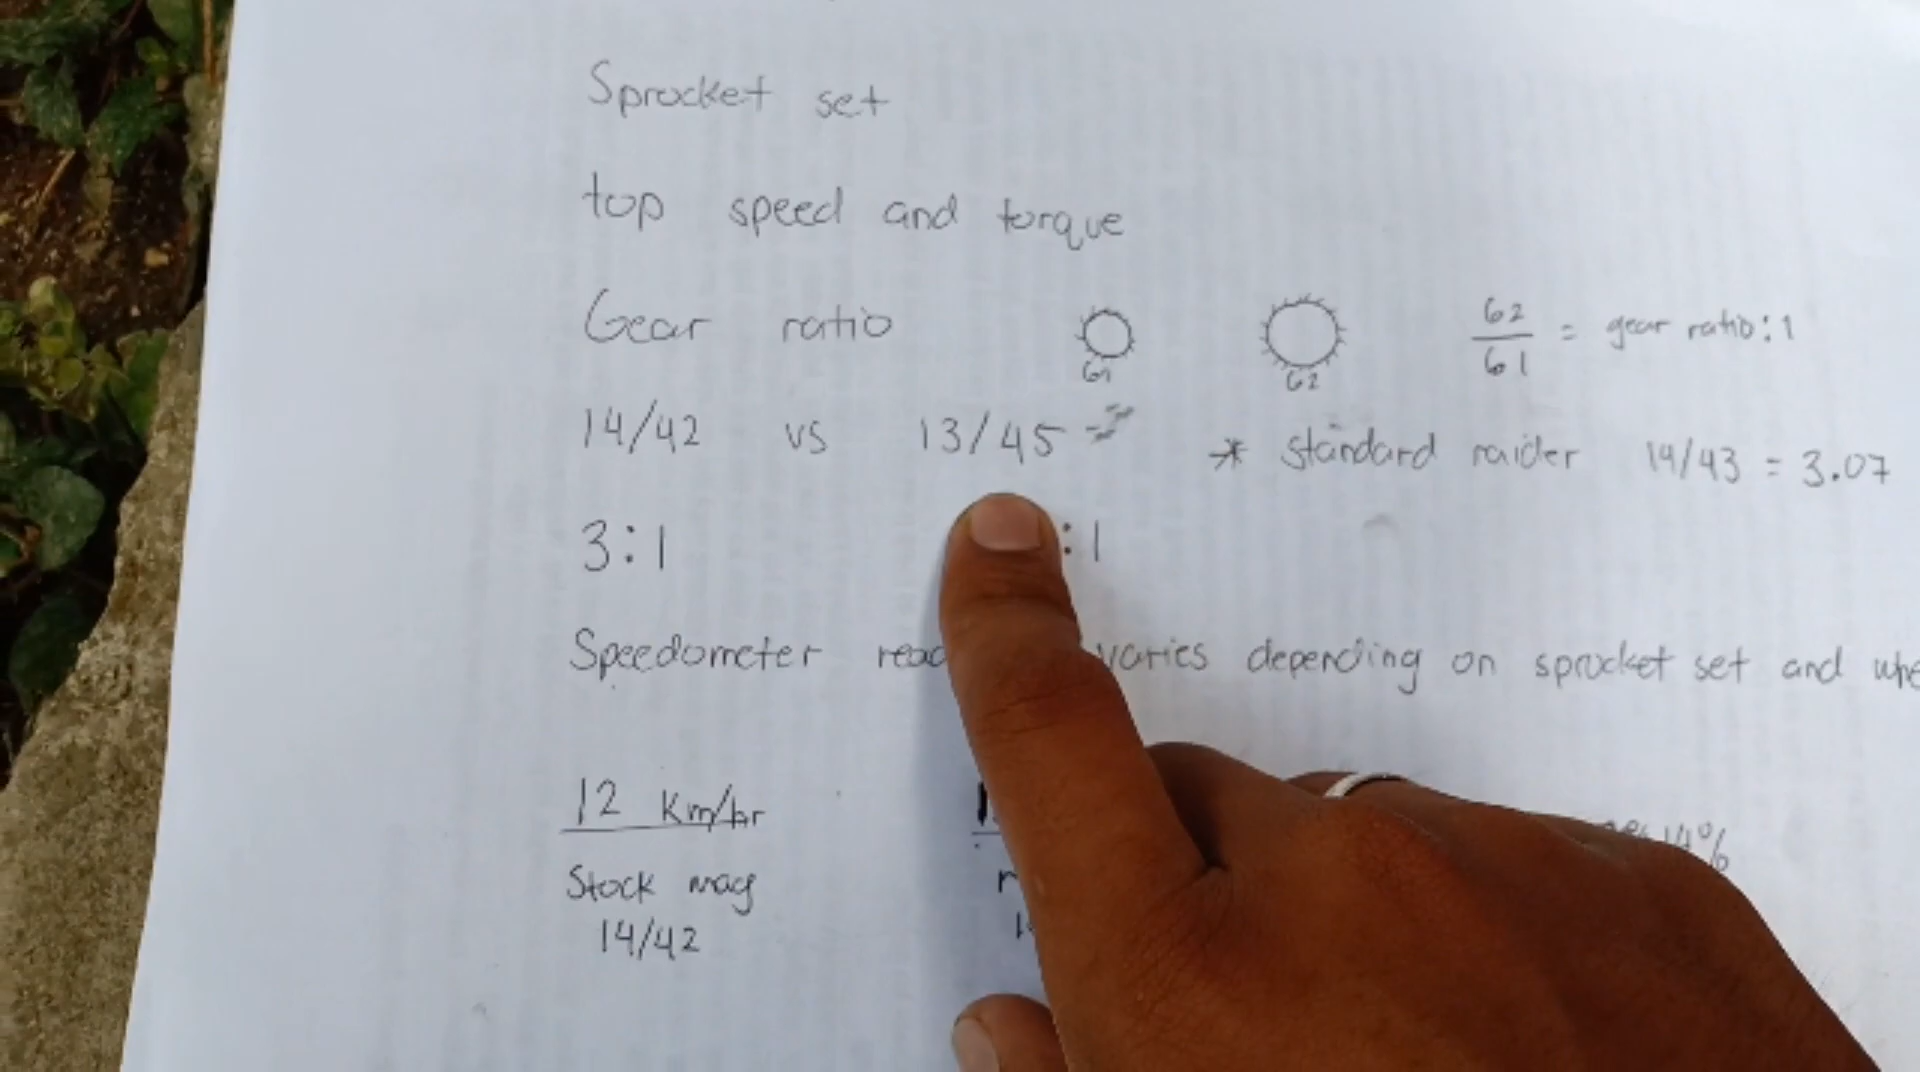 Sprocket set
top speed and torque
Gear ratio G1 G2 G2/G1 = gear ratio:1
14/42 vs 13/45 * standard raider 14/43 = 3.07
3:1 :1
Speedometer varies depending on sprocket set and
12 Km/hr 14%
Stock mag
14/42